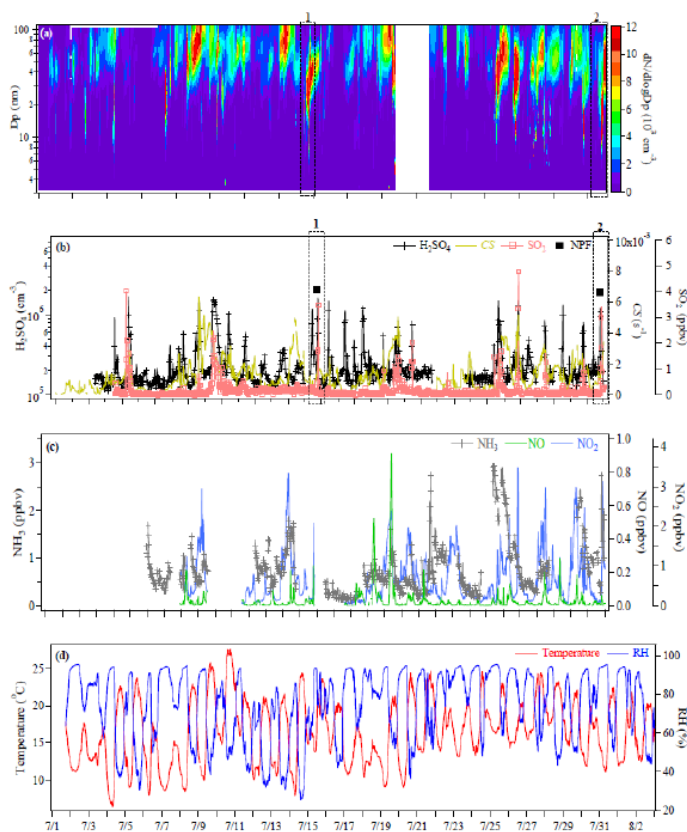 1
2
(a)
100
4
2
10
8
6
4
Dp (nm)
12
10
8
6
4
2
0
dN/dlogDp (10⁻³ cm⁻³)
1
2
(b)
H₂SO₄
CS
SO₂
NPF
H₂SO₄ (cm⁻³)
10⁶
8
6
4
2
10⁵
10x10⁻³
8
6
4
2
0
CS (s⁻¹)
6
5
4
3
2
1
0
SO₂ (ppbv)
(c)
NH₃
NO
NO₂
NH₃ (ppbv)
3
2
1
0
1.0
0.8
0.6
0.4
0.2
0.0
NO (ppbv)
4
3
2
1
0
NO₂ (ppbv)
(d)
Temperature
RH
Temperature (⁰C)
25
20
15
10
100
80
60
40
20
RH (%)
7/1 7/3 7/5 7/7 7/9 7/11 7/13 7/15 7/17 7/19 7/21 7/23 7/25 7/27 7/29 7/31 8/2